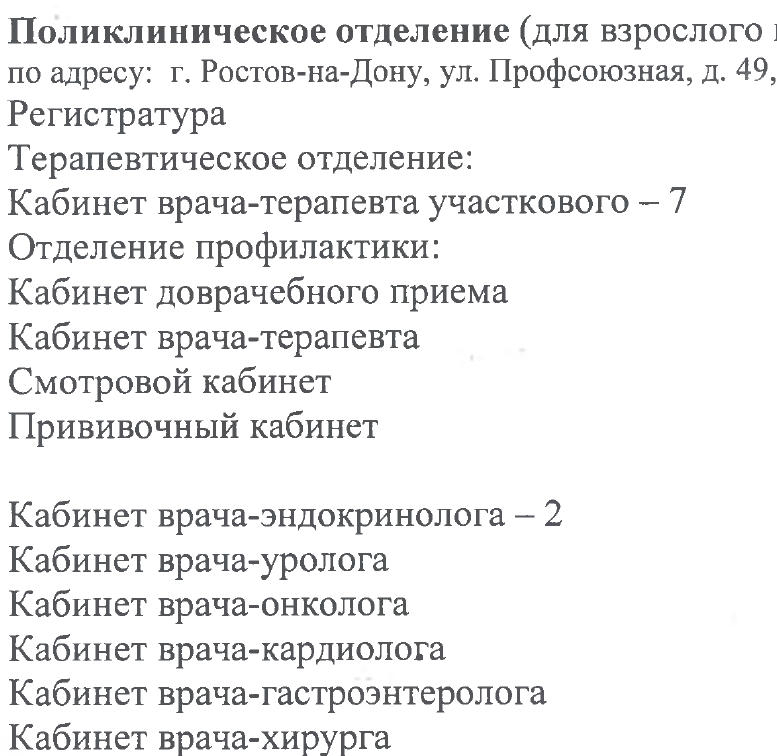 Поликлиническое отделение (для взрослого
по адресу: г. Ростов-на-Дону, ул. Профсоюзная, д. 49,
Регистратура
Терапевтическое отделение:
Кабинет врача-терапевта участкового – 7
Отделение профилактики:
Кабинет доврачебного приема
Кабинет врача-терапевта
Смотровой кабинет
Прививочный кабинет
Кабинет врача-эндокринолога – 2
Кабинет врача-уролога
Кабинет врача-онколога
Кабинет врача-кардиолога
Кабинет врача-гастроэнтеролога
Кабинет врача-хирурга